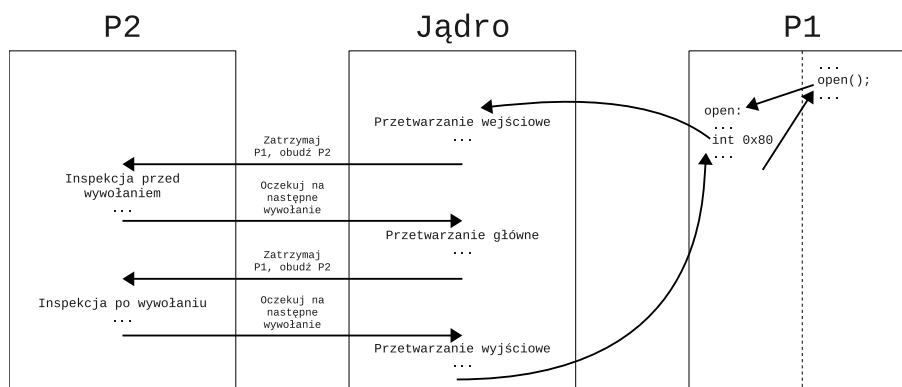 P2
Jądro
P1
...
open();
...
open:
...
int 0x80
...
Przetwarzanie wejściowe
...
Zatrzymaj
P1, obudź P2
Inspekcja przed
wywołaniem
...
Oczekuj na
następne
wywołanie
Przetwarzanie główne
...
Zatrzymaj
P1, obudź P2
Inspekcja po wywołaniu
...
Oczekuj na
następne
wywołanie
Przetwarzanie wyjściowe
...